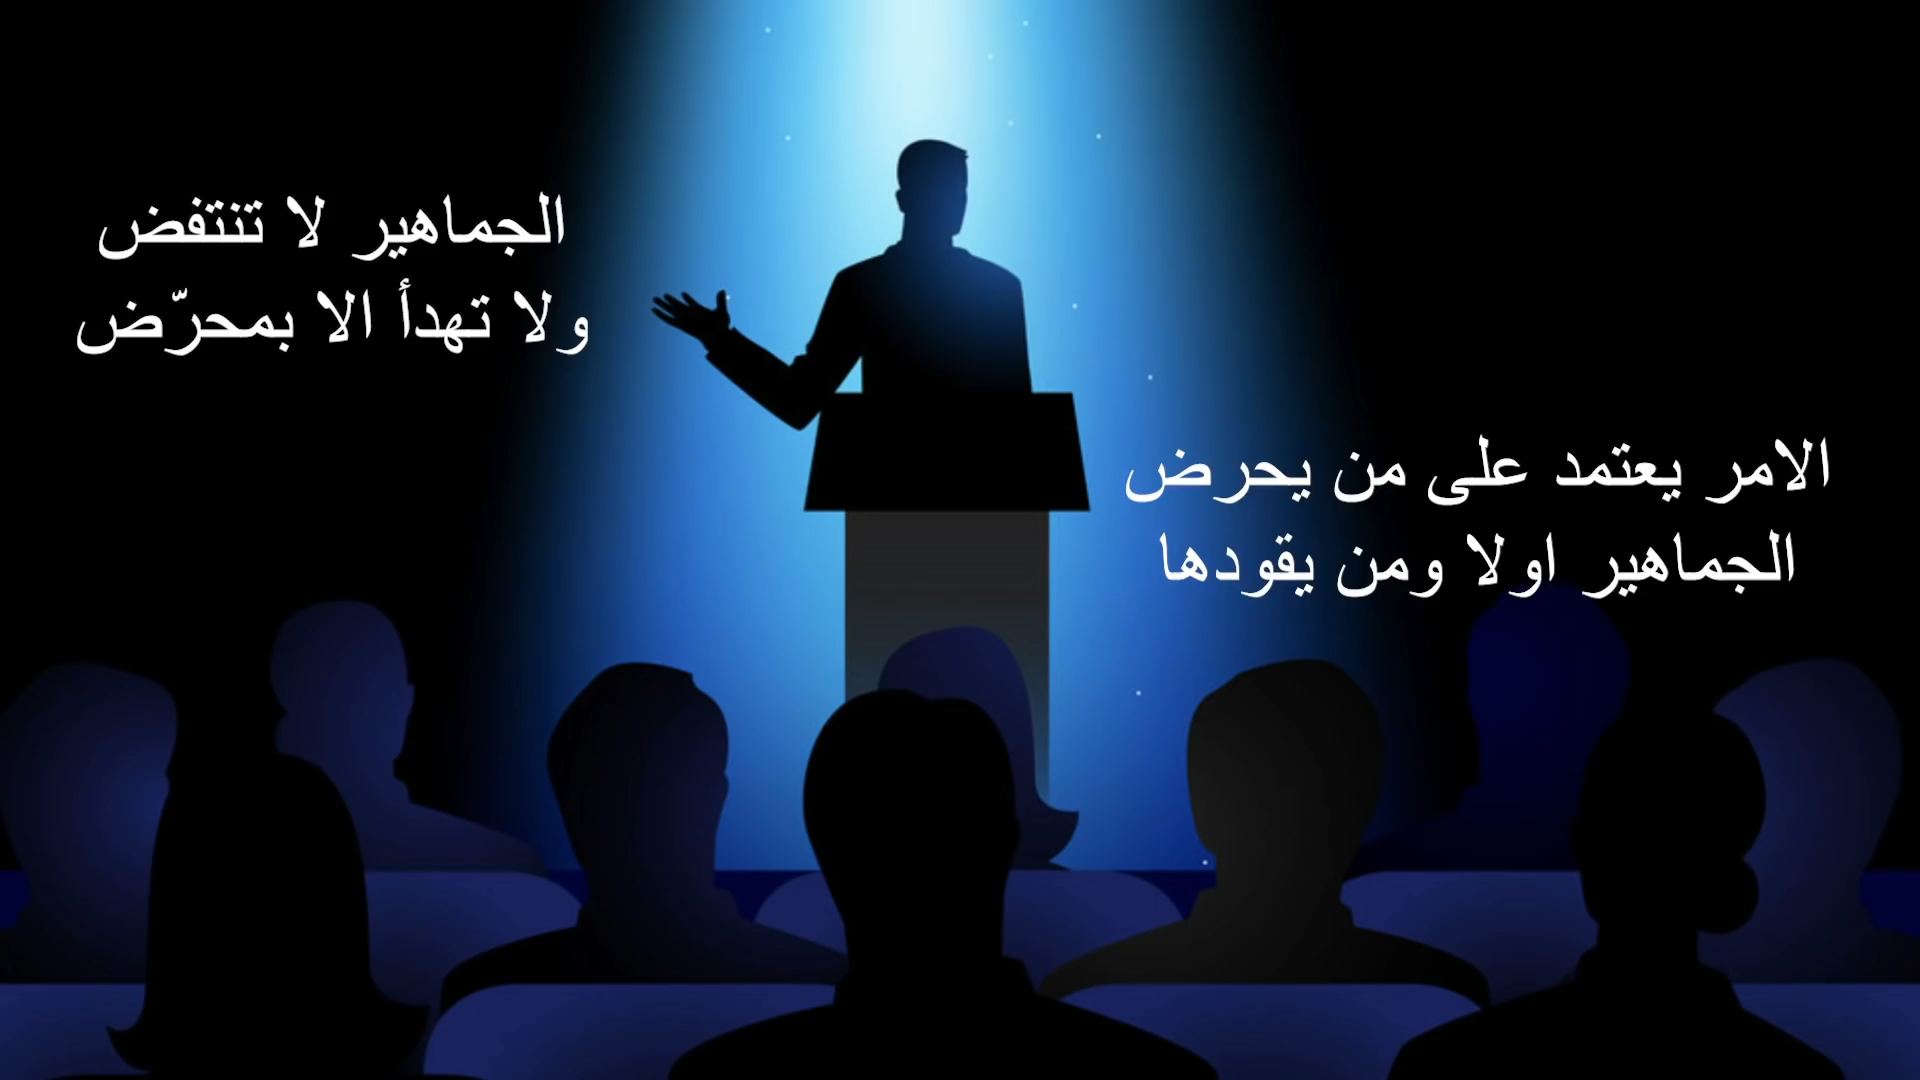 الجماهير لا تنتفض
ولا تهدأ الا بمحرّض
الامر يعتمد على من يحرض
الجماهير اولا ومن يقودها